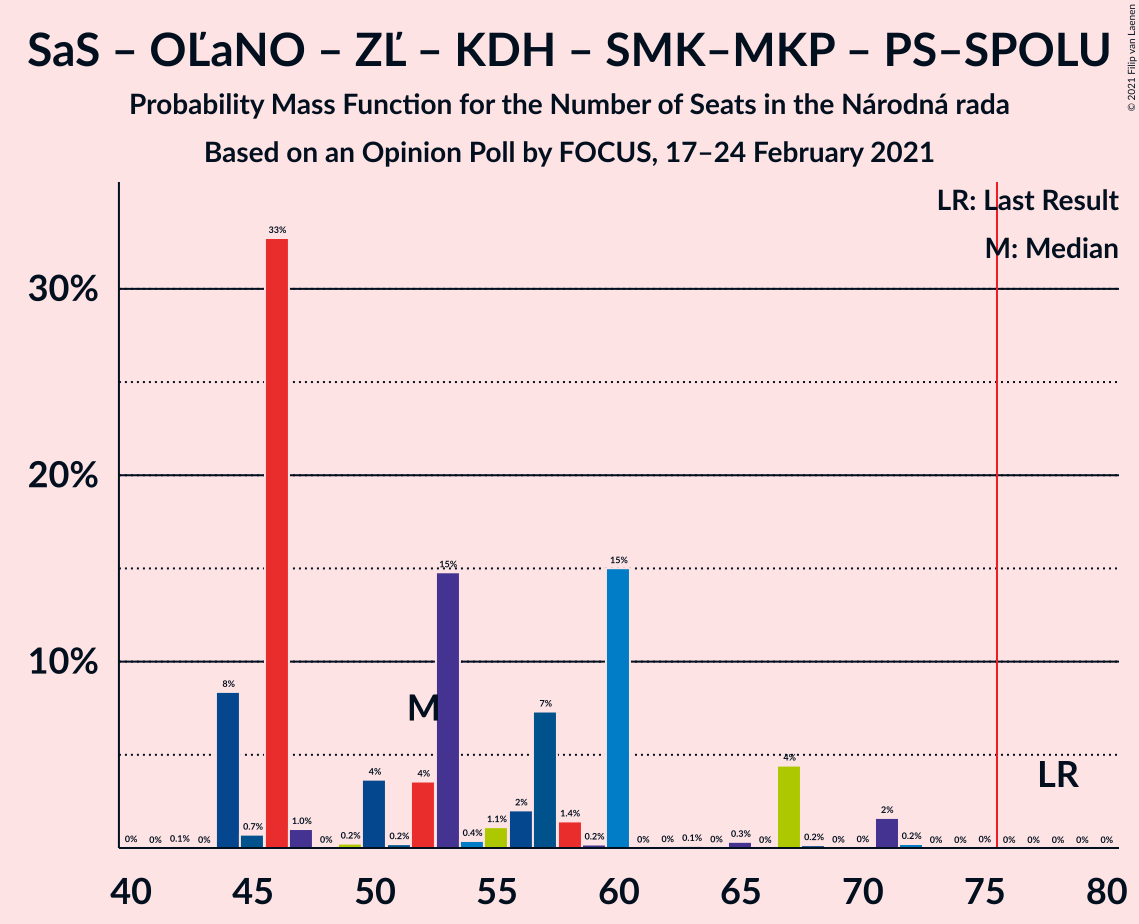 SaS – OĽaNO – ZĽ – KDH – SMK–MKP – PS–SPOLU
Probability Mass Function for the Number of Seats in the Národná rada
Based on an Opinion Poll by FOCUS, 17–24 February 2021
© 2021 Filip van Laenen
LR: Last Result
M: Median
30%
20%
10%
M
LR
0% 0% 0.1% 0% 8% 0.7% 33% 1.0% 0% 0.2% 4% 0.2% 4% 15% 0.4% 1.1% 2% 7% 1.4% 0.2% 15% 0% 0% 0.1% 0% 0.3% 0% 4% 0.2% 0% 0% 2% 0.2% 0% 0% 0% 0% 0% 0% 0% 0%
40 45 50 55 60 65 70 75 80